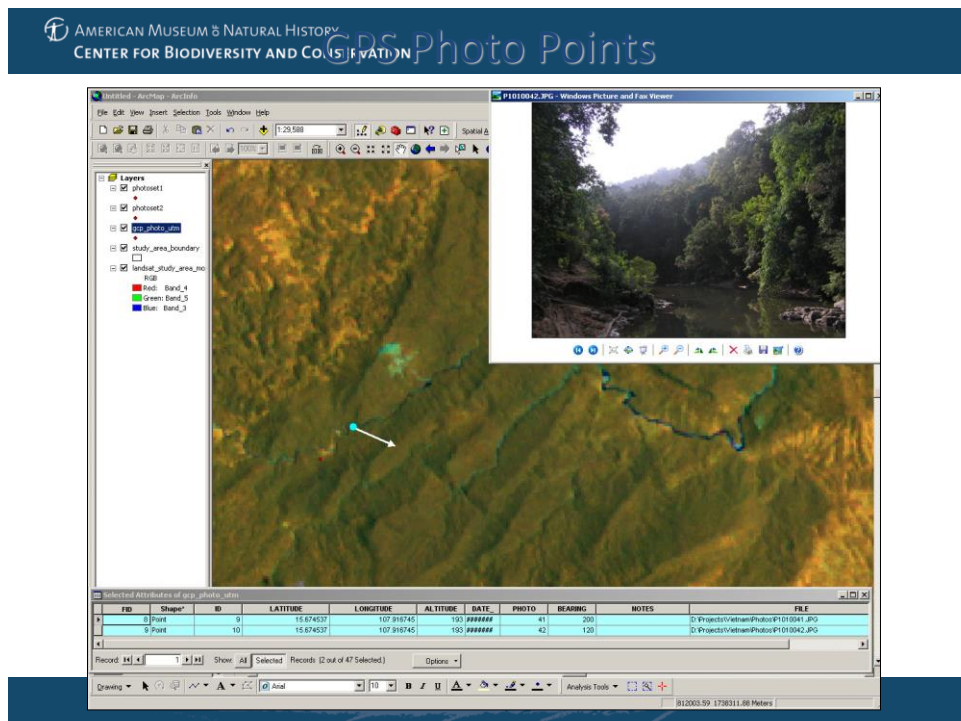 AMERICAN MUSEUM & NATURAL HISTORY
CENTER FOR BIODIVERSITY AND CONSERVATION
GPS Photo Points
Untitled - ArcMap - ArcInfo
File Edit View Insert Selection Tools Window Help
1:29,588
Spatial A
100%
P1010042.JPG - Windows Picture and Fax Viewer
Layers
photoset1
photoset2
gcp_photo_utm
study_area_boundary
landsat_study_area_mo
RGB
Red: Band_4
Green: Band_5
Blue: Band_3
Selected Attributes of gcp_photo_utm
FID Shape* ID LATITUDE LONGITUDE ALTITUDE DATE_ PHOTO BEARING NOTES FILE
8 Point 9 15.674537 107.916745 193 ####### 41 200 D:\Projects\Vietnam\Photos\P1010041.JPG
9 Point 10 15.674537 107.916745 193 ####### 42 120 D:\Projects\Vietnam\Photos\P1010042.JPG
Record: 1 Show: All Selected Records (2 out of 47 Selected.) Options
Drawing A Arial 10 B I U A Analysis Tools
812003.59 1738311.88 Meters